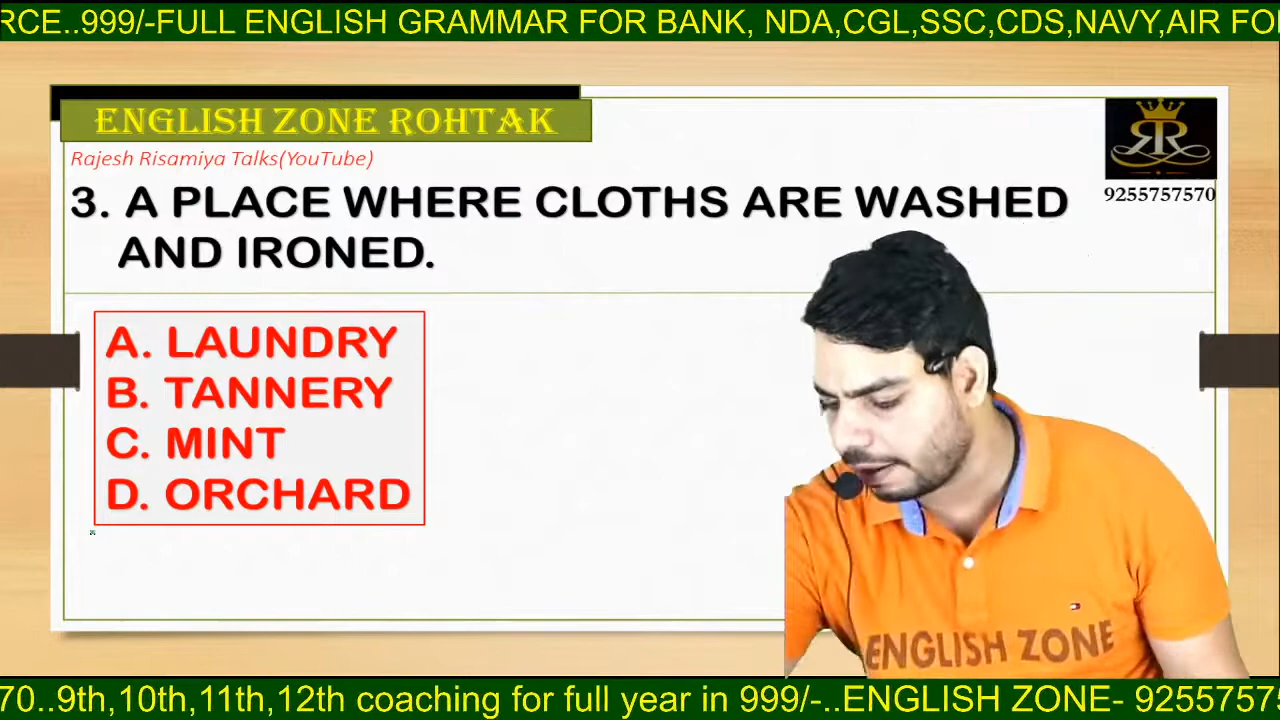 RCE..999/-FULL ENGLISH GRAMMAR FOR BANK, NDA,CGL,SSC,CDS,NAVY,AIR FO
ENGLISH ZONE ROHTAK
Rajesh Risamiya Talks(YouTube)
RR
9255757570
3. A PLACE WHERE CLOTHS ARE WASHED
AND IRONED.
A. LAUNDRY
B. TANNERY
C. MINT
D. ORCHARD
ENGLISH ZONE
70..9th,10th,11th,12th coaching for full year in 999/-..ENGLISH ZONE- 92557575